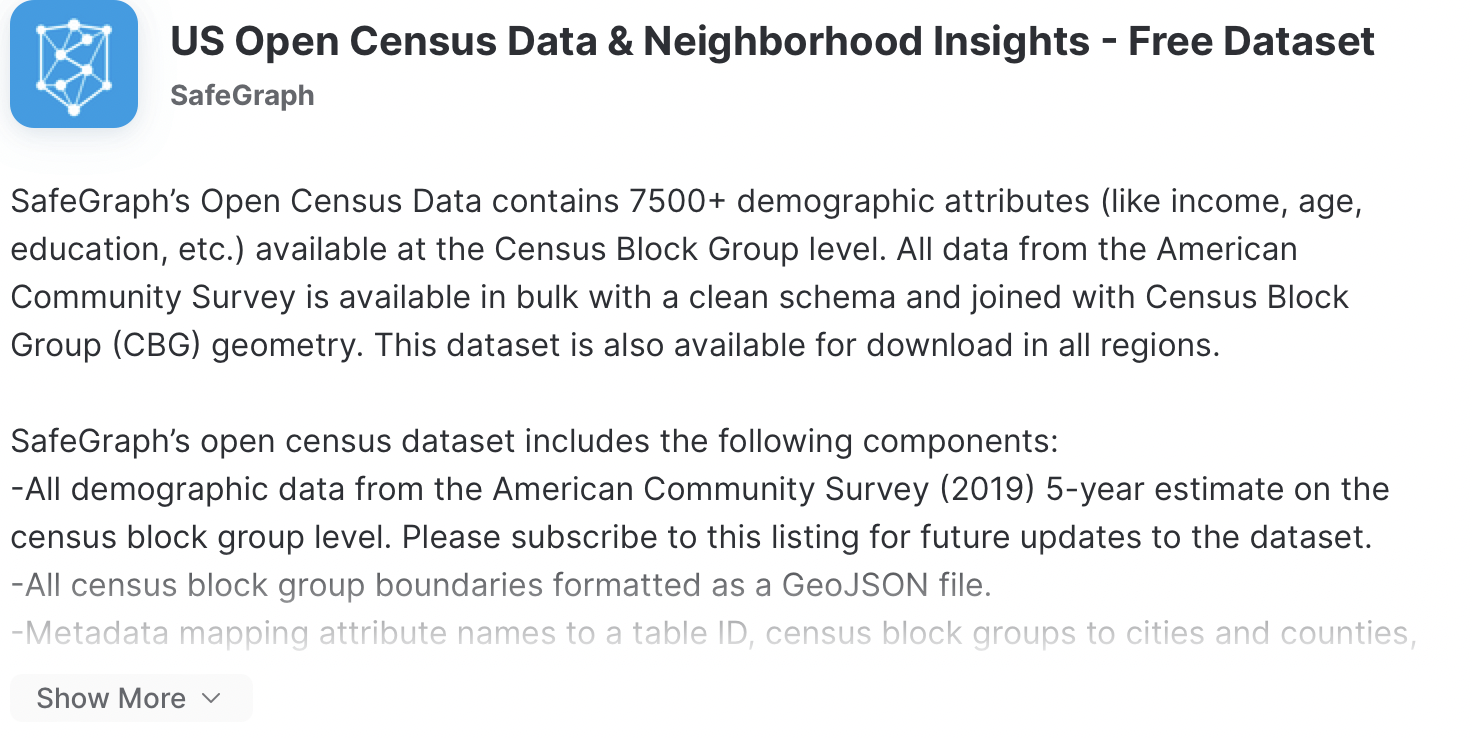 US Open Census Data & Neighborhood Insights - Free Dataset
SafeGraph
SafeGraph’s Open Census Data contains 7500+ demographic attributes (like income, age,
education, etc.) available at the Census Block Group level. All data from the American
Community Survey is available in bulk with a clean schema and joined with Census Block
Group (CBG) geometry. This dataset is also available for download in all regions.
SafeGraph’s open census dataset includes the following components:
-All demographic data from the American Community Survey (2019) 5-year estimate on the
census block group level. Please subscribe to this listing for future updates to the dataset.
-All census block group boundaries formatted as a GeoJSON file.
-Metadata mapping attribute names to a table ID, census block groups to cities and counties,
Show More